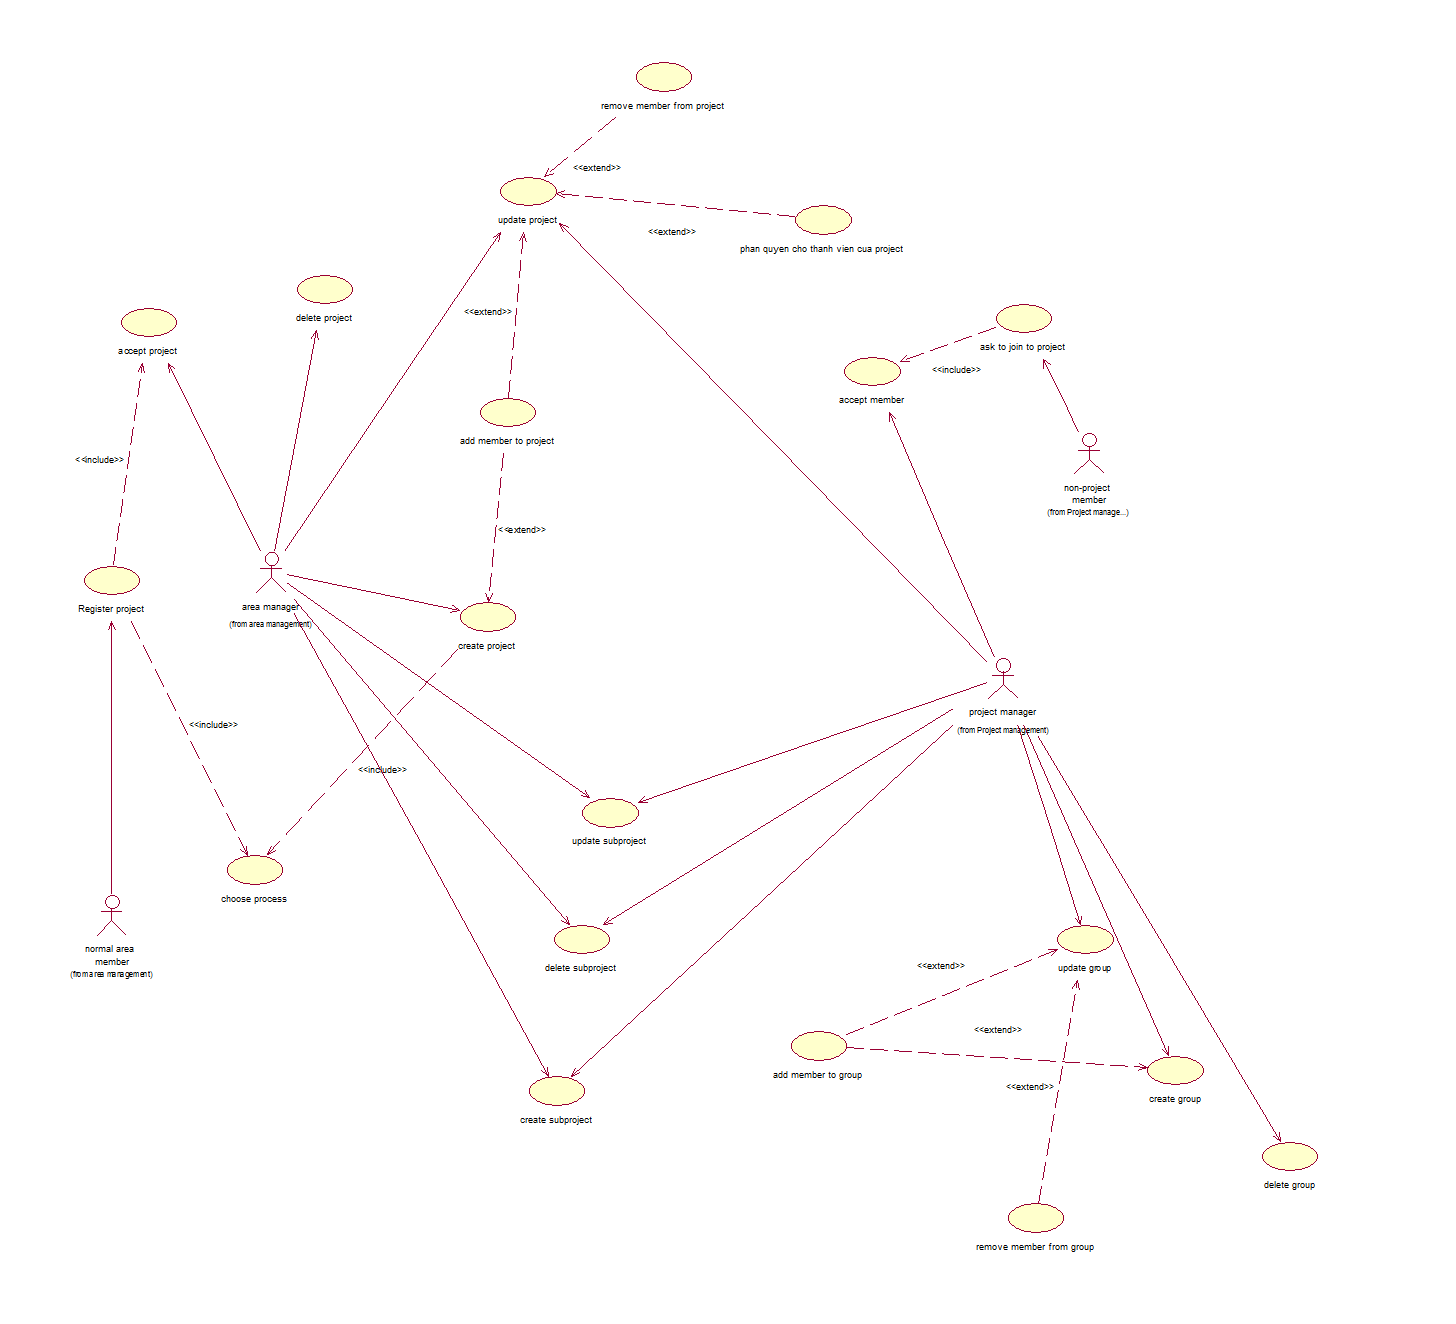 remove member from project
<<extend>>
update project
<<extend>>
phan quyen cho thanh vien cua project
delete project
<<extend>>
accept project
ask to join to project
<<include>>
accept member
add member to project
<<include>>
non-project
member
(from Project manage...)
<<extend>>
area manager
(from area management)
Register project
create project
project manager
(from Project management)
<<include>>
<<include>>
update subproject
choose process
normal area
member
(from area management)
delete subproject
<<extend>>
update group
<<extend>>
add member to group
<<extend>>
create group
create subproject
delete group
remove member from group